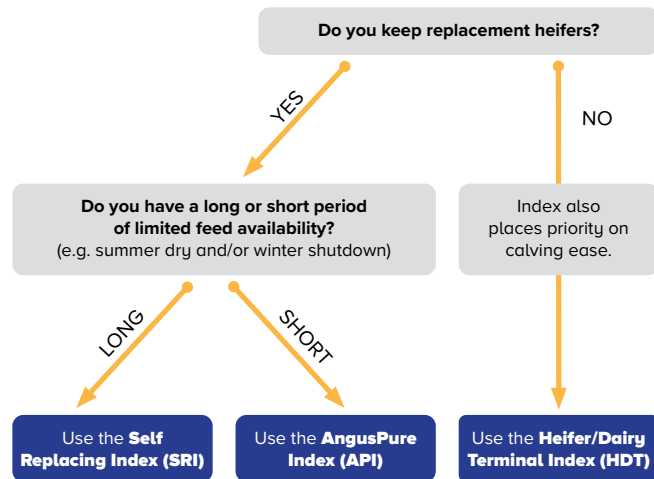 Do you keep replacement heifers?
YES
NO
Do you have a long or short period
of limited feed availability?
(e.g. summer dry and/or winter shutdown)
Index also
places priority on
calving ease.
LONG
SHORT
Use the Self
Replacing Index (SRI)
Use the AngusPure
Index (API)
Use the Heifer/Dairy
Terminal Index (HDT)